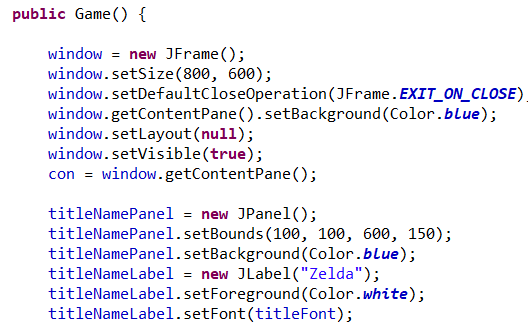 public Game() {
window = new JFrame();
window.setSize(800, 600);
window.setDefaultCloseOperation(JFrame.EXIT_ON_CLOSE)
window.getContentPane().setBackground(Color.blue);
window.setLayout(null);
window.setVisible(true);
con = window.getContentPane();
titleNamePanel = new JPanel();
titleNamePanel.setBounds(100, 100, 600, 150);
titleNamePanel.setBackground(Color.blue);
titleNameLabel = new JLabel("Zelda");
titleNameLabel.setForeground(Color.white);
titleNameLabel.setFont(titleFont);